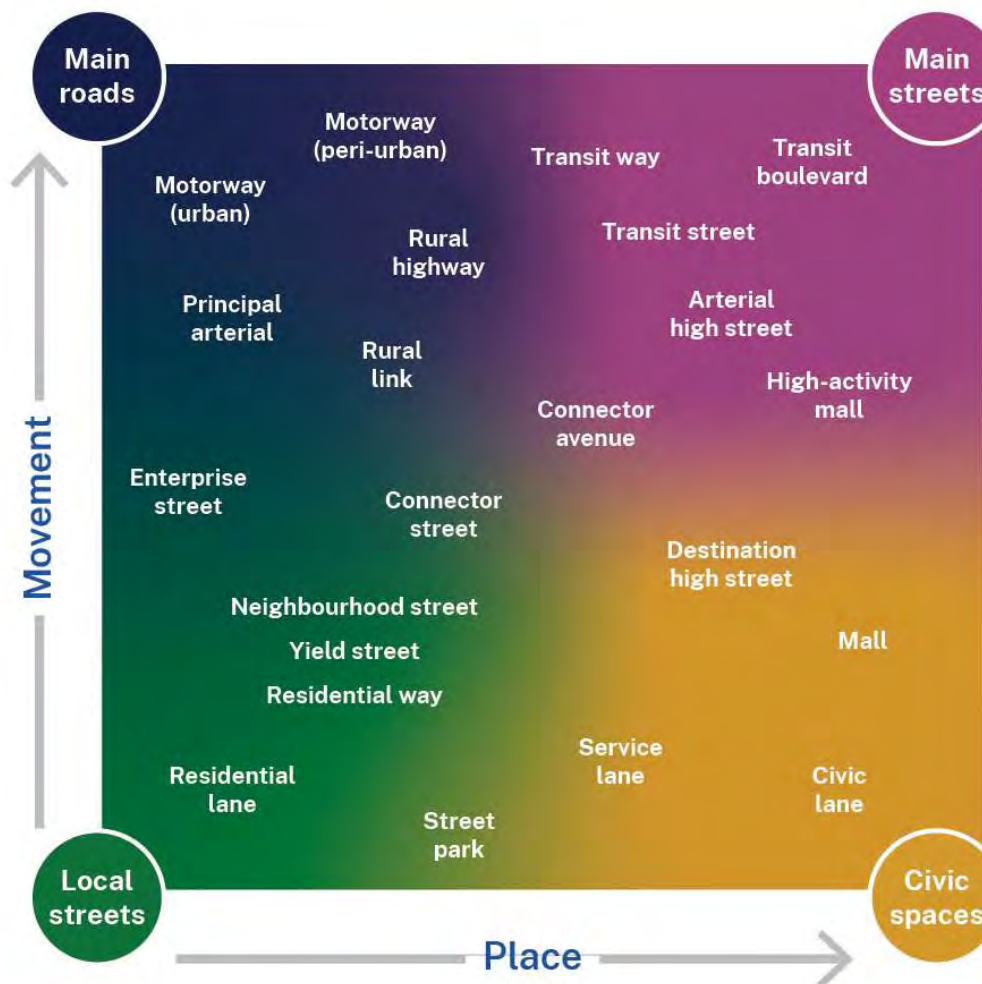 Main
roads
Main
streets
Motorway
(peri-urban)
Transit way
Transit
boulevard
Motorway
(urban)
Rural
highway
Transit street
Principal
arterial
Arterial
high street
Rural
link
High-activity
mall
Connector
avenue
Enterprise
street
Connector
street
Destination
high street
Neighbourhood street
Mall
Yield street
Residential way
Service
lane
Residential
lane
Civic
lane
Street
park
Movement
Local
streets
Civic
spaces
Place